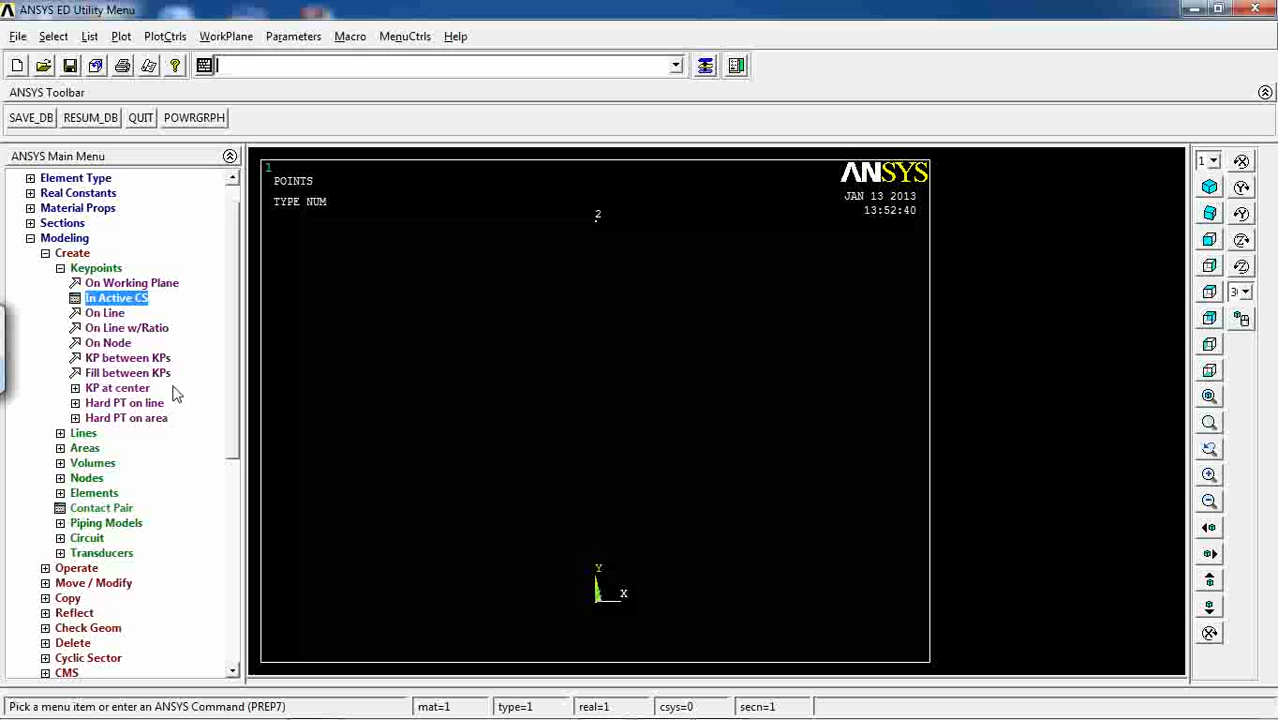 ANSYS ED Utility Menu
File Select List Plot PlotCtrls WorkPlane Parameters Macro MenuCtrls Help
ANSYS Toolbar
SAVE_DB RESUM_DB QUIT POWRGRPH
ANSYS Main Menu
Element Type
Real Constants
Material Props
Sections
Modeling
Create
Keypoints
On Working Plane
In Active CS
On Line
On Line w/Ratio
On Node
KP between KPs
Fill between KPs
KP at center
Hard PT on line
Hard PT on area
Lines
Areas
Volumes
Nodes
Elements
Contact Pair
Piping Models
Circuit
Transducers
Operate
Move / Modify
Copy
Reflect
Check Geom
Delete
Cyclic Sector
CMS
1
POINTS
TYPE NUM
ANSYS
JAN 13 2013
13:52:40
2
Y
X
1
Pick a menu item or enter an ANSYS Command (PREP7) mat=1 type=1 real=1 csys=0 secn=1